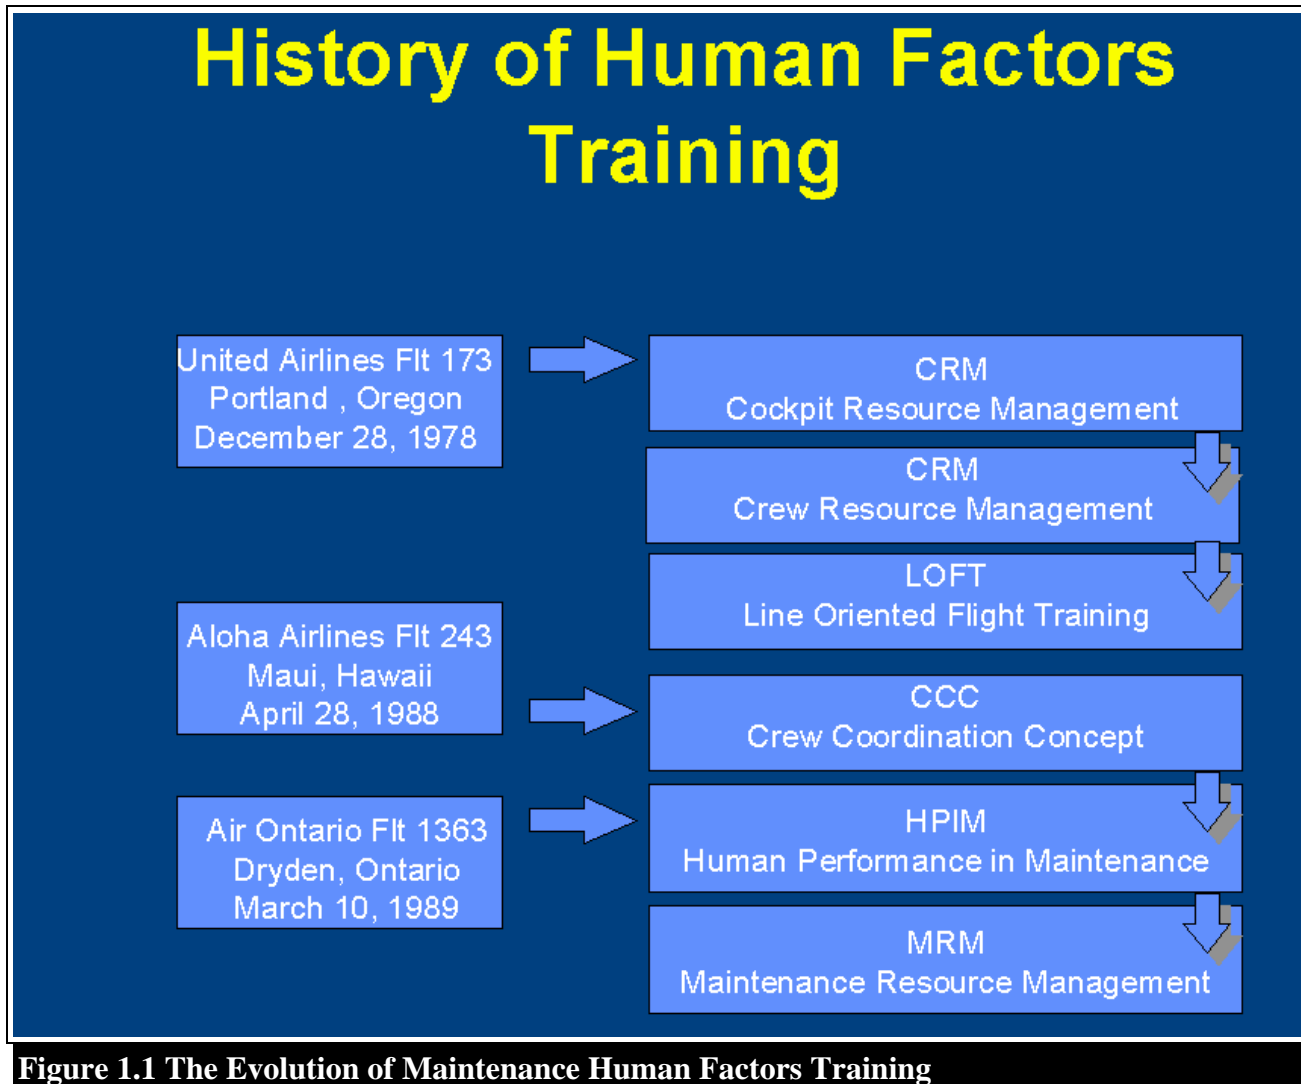 History of Human Factors
Training
United Airlines Flt 173
Portland , Oregon
December 28, 1978
CRM
Cockpit Resource Management
CRM
Crew Resource Management
LOFT
Line Oriented Flight Training
Aloha Airlines Flt 243
Maui, Hawaii
April 28, 1988
CCC
Crew Coordination Concept
Air Ontario Flt 1363
Dryden, Ontario
March 10, 1989
HPIM
Human Performance in Maintenance
MRM
Maintenance Resource Management
Figure 1.1 The Evolution of Maintenance Human Factors Training